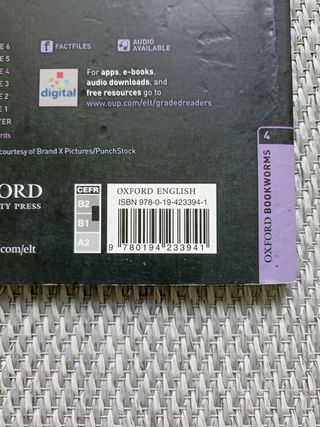 E 6
E 5
E 4
E 3
E 2
E 1
TER
rds
f FACTFILES
AUDIO
AVAILABLE
digital
For apps, e-books,
audio downloads, and
free resources go to
www.oup.com/elt/gradedreaders
courtesy of Brand X Pictures/PunchStock
ORD
TY PRESS
.com/elt
CEFR
B2
B1
A2
OXFORD ENGLISH
ISBN 978-0-19-423394-1
9 780194 233941
4
OXFORD BOOKWORMS